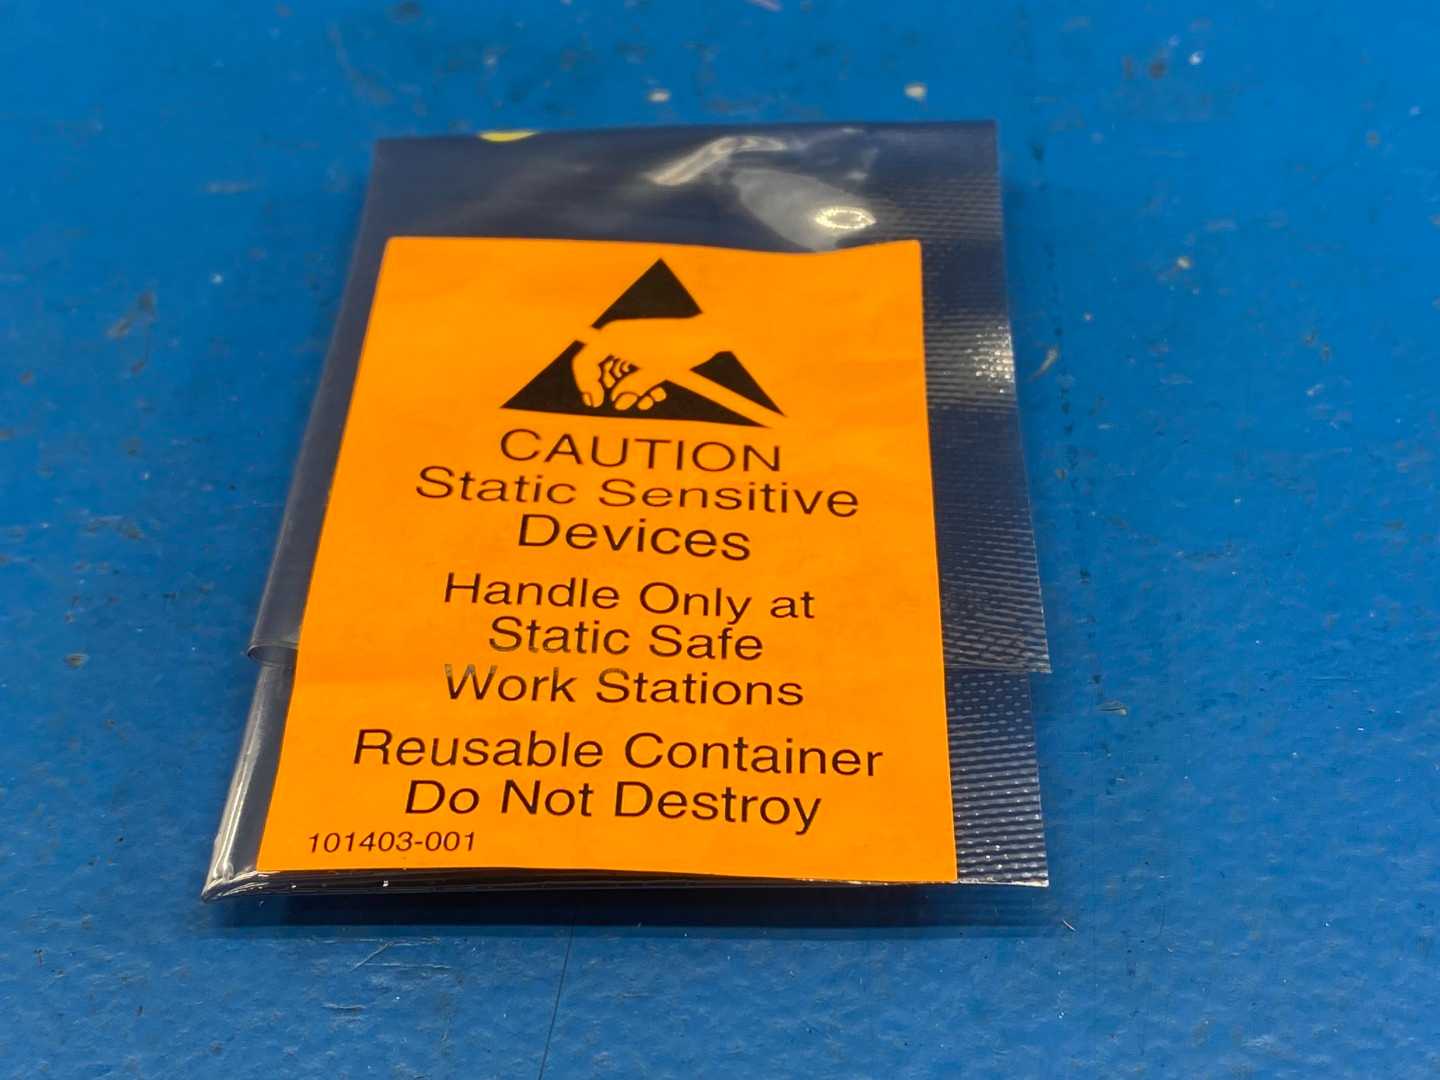 CAUTION
Static Sensitive
Devices
Handle Only at
Static Safe
Work Stations
Reusable Container
Do Not Destroy
101403-001